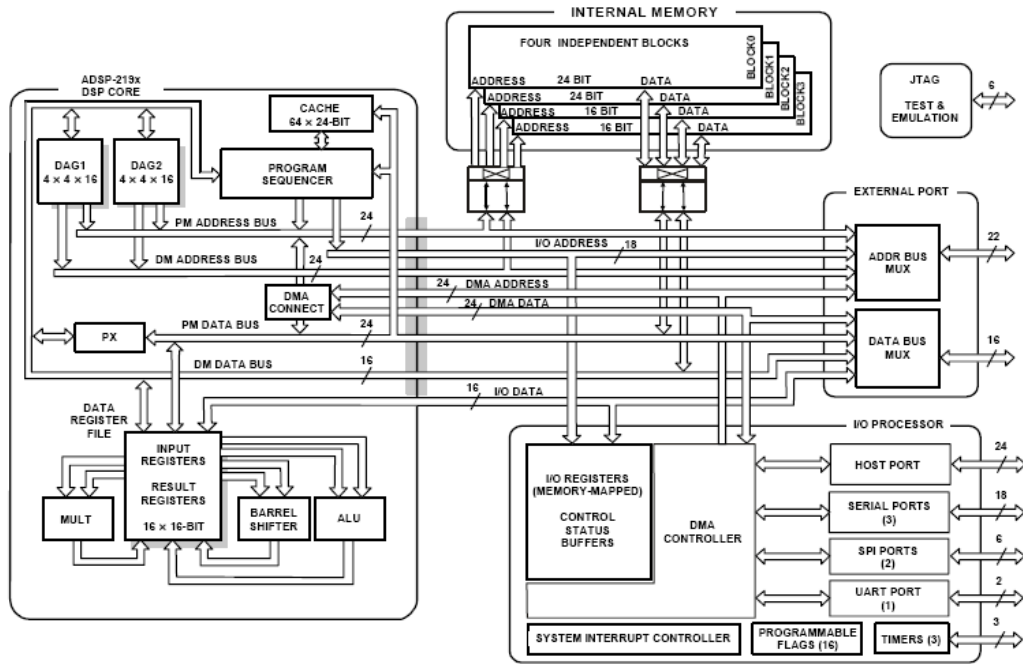 INTERNAL MEMORY
FOUR INDEPENDENT BLOCKS
BLOCK0
BLOCK1
BLOCK2
BLOCK3
ADDRESS 24 BIT DATA
ADDRESS 24 BIT DATA
ADDRESS 16 BIT DATA
ADDRESS 16 BIT DATA
JTAG
TEST &
EMULATION
6
ADSP-219x
DSP CORE
CACHE
64 × 24-BIT
DAG1
4 × 4 × 16
DAG2
4 × 4 × 16
PROGRAM
SEQUENCER
EXTERNAL PORT
PM ADDRESS BUS 24
I/O ADDRESS 18
ADDR BUS
MUX
22
DM ADDRESS BUS 24
24 DMA ADDRESS
DMA
CONNECT
24 DMA DATA
PX
PM DATA BUS 24
DATA BUS
MUX
16
DM DATA BUS 16
16 I/O DATA
DATA
REGISTER
FILE
INPUT
REGISTERS
RESULT
REGISTERS
16 × 16-BIT
MULT
BARREL
SHIFTER
ALU
I/O PROCESSOR
I/O REGISTERS
(MEMORY-MAPPED)
CONTROL
STATUS
BUFFERS
DMA
CONTROLLER
HOST PORT
24
SERIAL PORTS
(3)
18
SPI PORTS
(2)
6
UART PORT
(1)
2
SYSTEM INTERRUPT CONTROLLER
PROGRAMMABLE
FLAGS (16)
TIMERS (3)
3